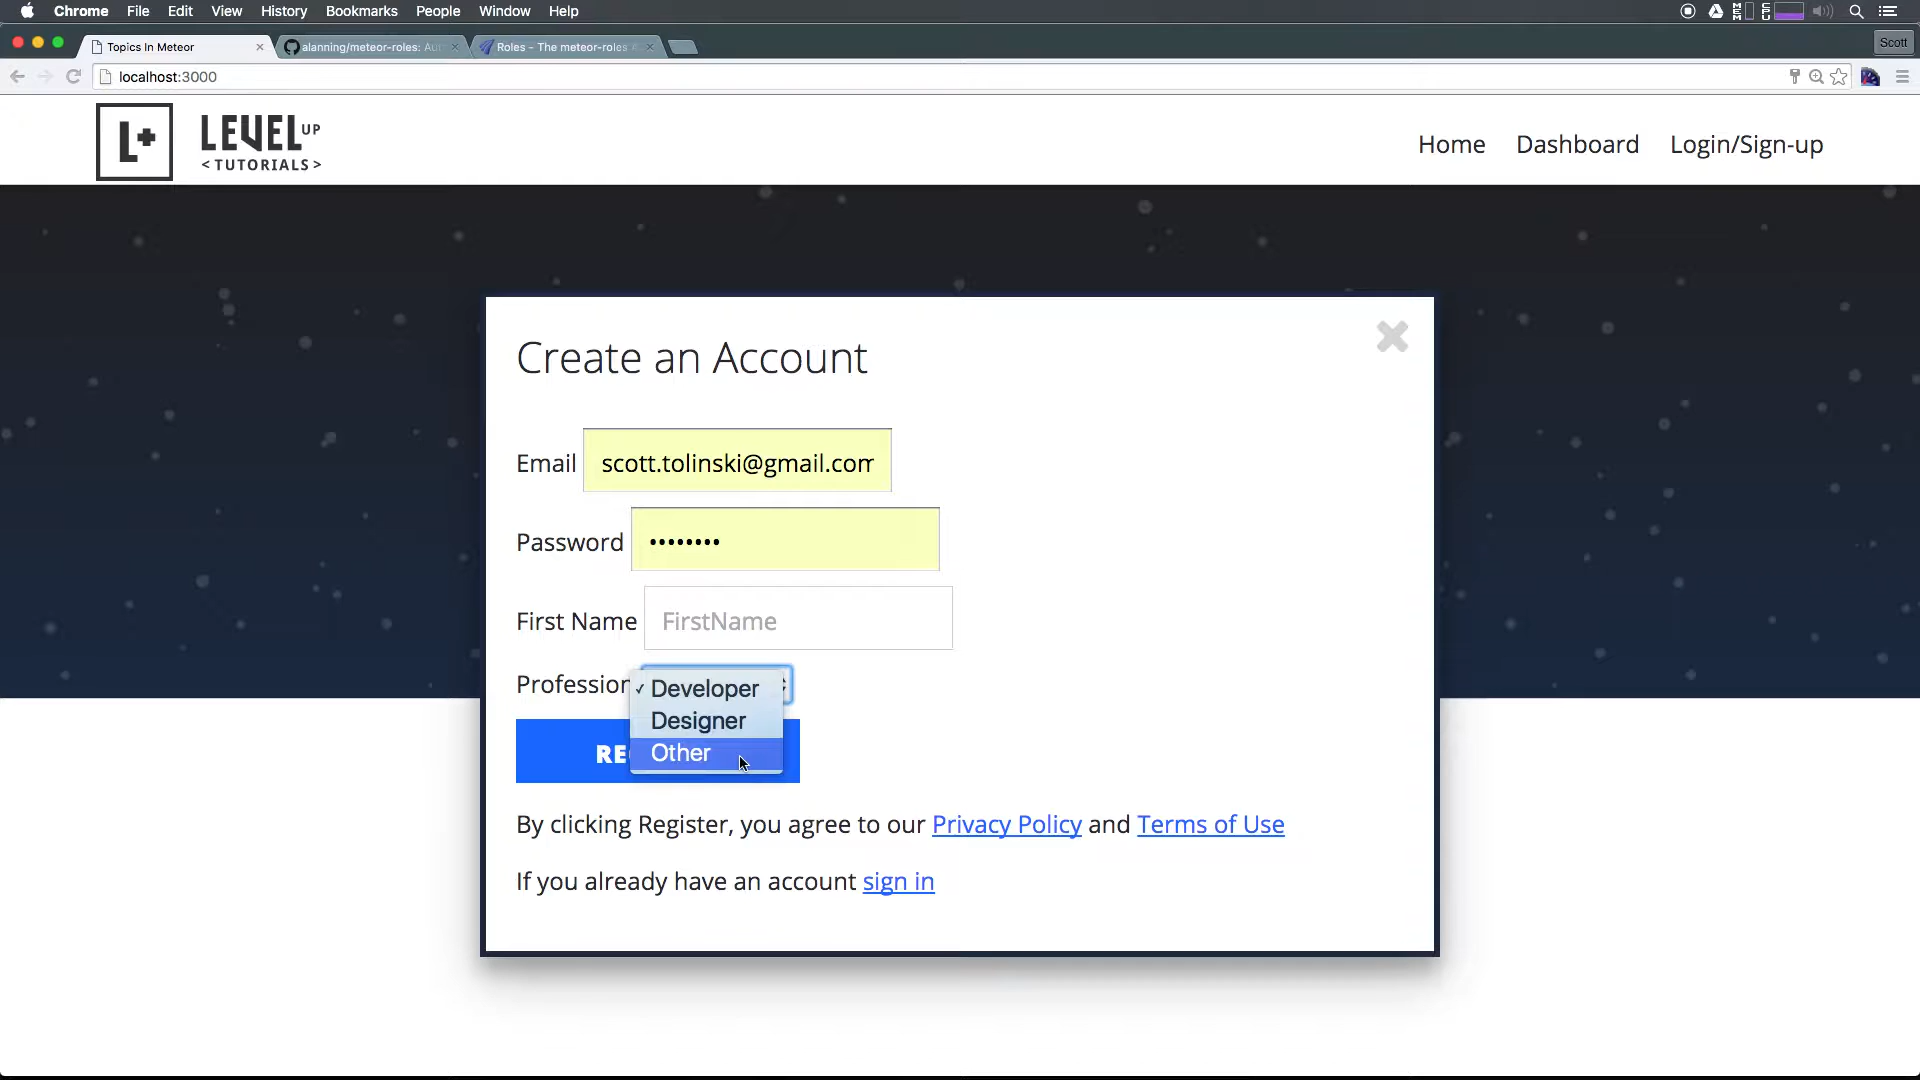 Chrome File Edit View History Bookmarks People Window Help
Topics In Meteor
alanning/meteor-roles: Aut
Roles - The meteor-roles
Scott
localhost:3000
L+
LEVEL UP
<TUTORIALS>
Home Dashboard Login/Sign-up
Create an Account
Email scott.tolinski@gmail.com
Password ••••••••
First Name FirstName
Profession ✓ Developer
Designer
RE Other
By clicking Register, you agree to our Privacy Policy and Terms of Use
If you already have an account sign in